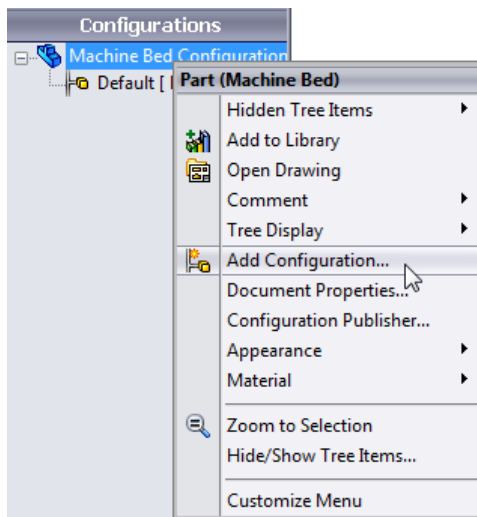 Configurations
Machine Bed Configuration
Default [
Part (Machine Bed)
Hidden Tree Items
Add to Library
Open Drawing
Comment
Tree Display
Add Configuration...
Document Properties...
Configuration Publisher...
Appearance
Material
Zoom to Selection
Hide/Show Tree Items...
Customize Menu